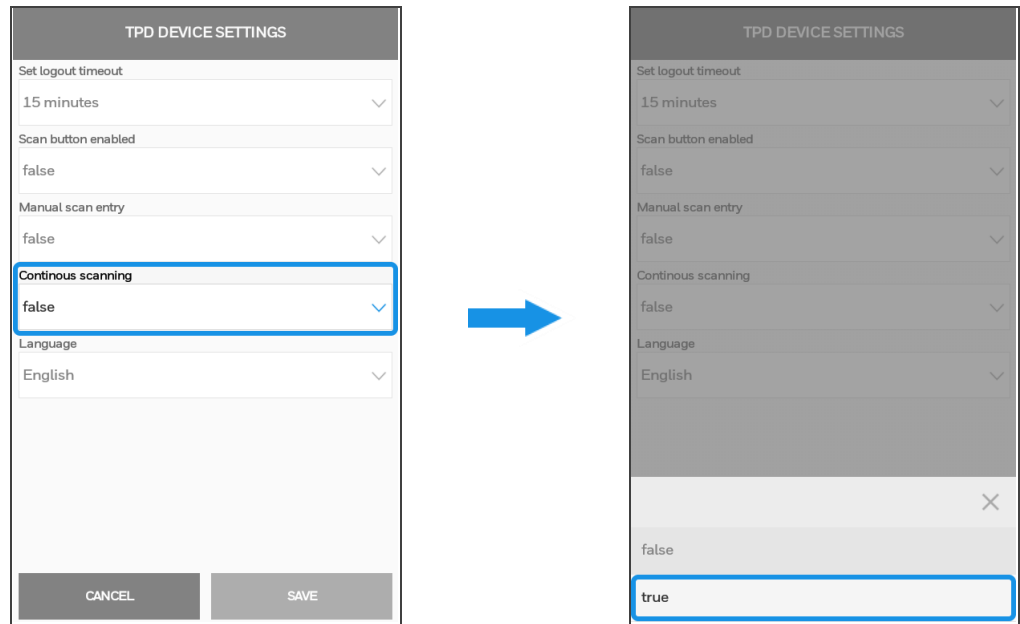 TPD DEVICE SETTINGS
Set logout timeout
15 minutes
Scan button enabled
false
Manual scan entry
false
Continous scanning
false
Language
English
CANCEL
SAVE
TPD DEVICE SETTINGS
Set logout timeout
15 minutes
Scan button enabled
false
Manual scan entry
false
Continous scanning
false
Language
English
false
true